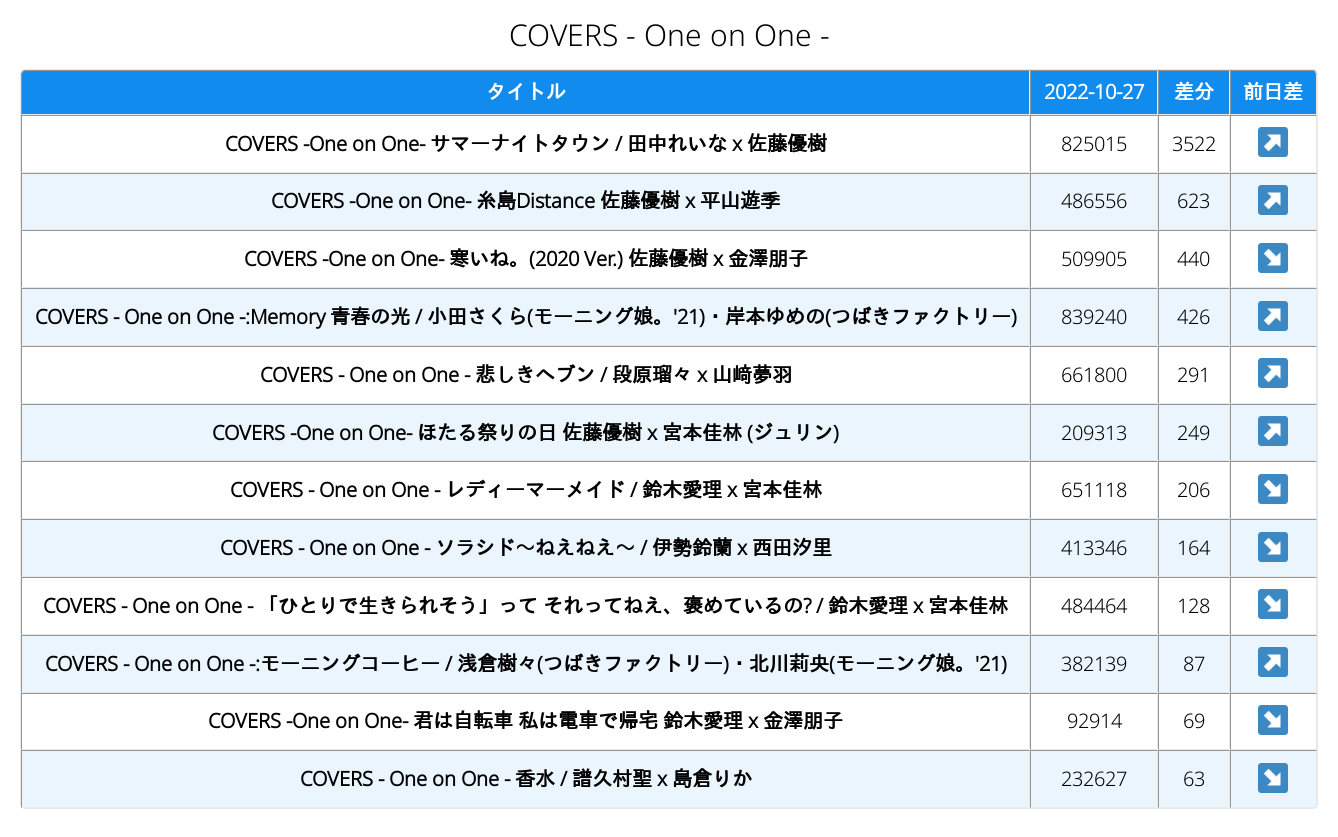 COVERS - One on One -
タイトル 2022-10-27 差分 前日差
COVERS -One on One- サマーナイトタウン / 田中れいな x 佐藤優樹 825015 3522
COVERS -One on One- 糸島Distance 佐藤優樹 x 平山遊季 486556 623
COVERS -One on One- 寒いね。(2020 Ver.) 佐藤優樹 x 金澤朋子 509905 440
COVERS - One on One -:Memory 青春の光 / 小田さくら(モーニング娘。'21)・岸本ゆめの(つばきファクトリー) 839240 426
COVERS - One on One - 悲しきヘブン / 段原瑠々 x 山﨑夢羽 661800 291
COVERS -One on One- ほたる祭りの日 佐藤優樹 x 宮本佳林 (ジュリン) 209313 249
COVERS - One on One - レディーマーメイド / 鈴木愛理 x 宮本佳林 651118 206
COVERS - One on One - ソラシド〜ねえねえ〜 / 伊勢鈴蘭 x 西田汐里 413346 164
COVERS - One on One - 「ひとりで生きられそう」って それってねえ、褒めているの? / 鈴木愛理 x 宮本佳林 484464 128
COVERS - One on One -:モーニングコーヒー / 浅倉樹々(つばきファクトリー)・北川莉央(モーニング娘。'21) 382139 87
COVERS -One on One- 君は自転車 私は電車で帰宅 鈴木愛理 x 金澤朋子 92914 69
COVERS - One on One - 香水 / 譜久村聖 x 島倉りか 232627 63